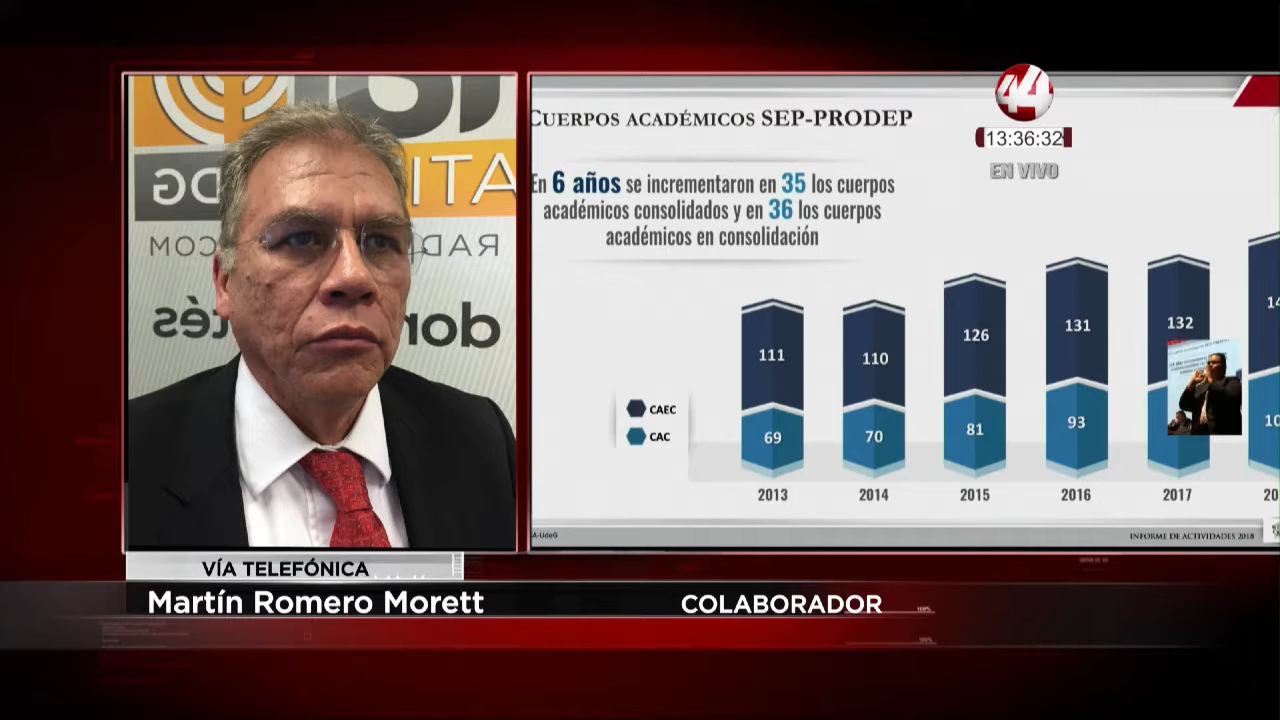 44
13:36:32
EN VIVO
CUERPOS ACADÉMICOS SEP-PRODEP
En 6 años se incrementaron en 35 los cuerpos
académicos consolidados y en 36 los cuerpos
académicos en consolidación
111
110
126
131
132
CAEC
CAC
69
70
81
93
2013
2014
2015
2016
2017
A-UdeG
INFORME DE ACTIVIDADES 2018
VÍA TELEFÓNICA
Martín Romero Morett
COLABORADOR